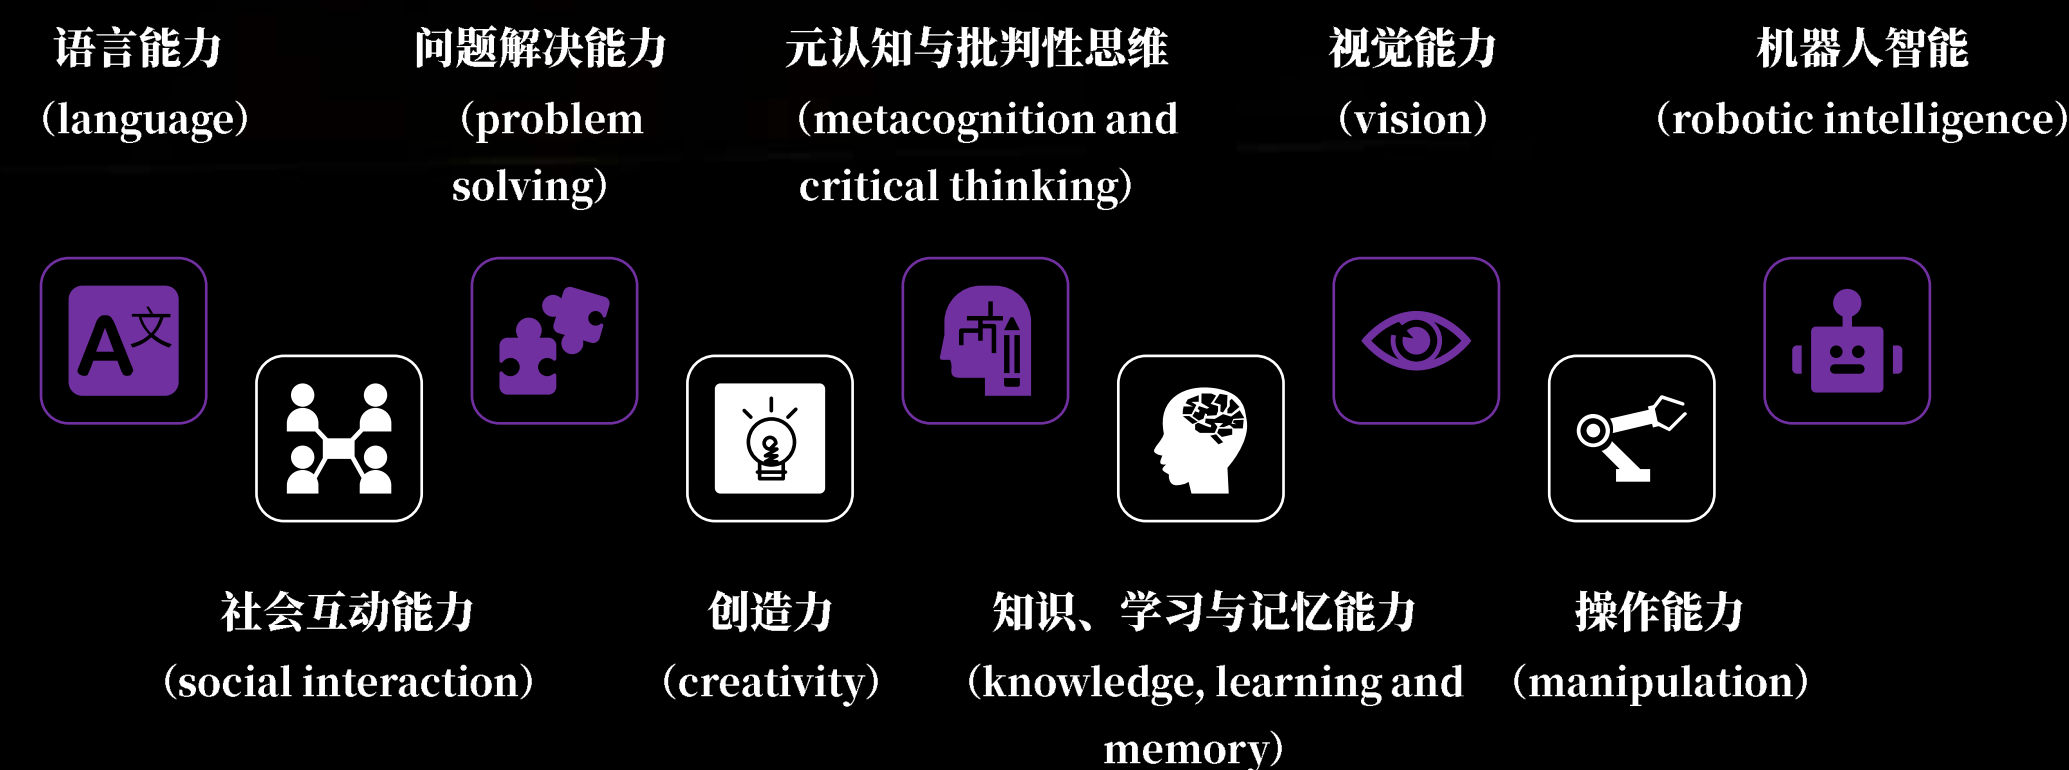 语言能力
（language）
问题解决能力
（problem
solving）
元认知与批判性思维
（metacognition and
critical thinking）
视觉能力
（vision）
机器人智能
（robotic intelligence）
A文
社会互动能力
（social interaction）
创造力
（creativity）
知识、学习与记忆能力
（knowledge, learning and
memory）
操作能力
（manipulation）